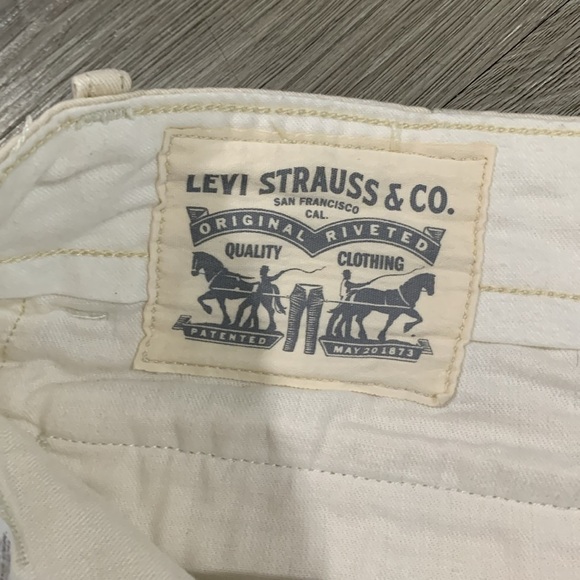 LEVI STRAUSS & CO.
SAN FRANCISCO
CAL.
ORIGINAL RIVETED
QUALITY CLOTHING
PATENTED MAY 20 1873